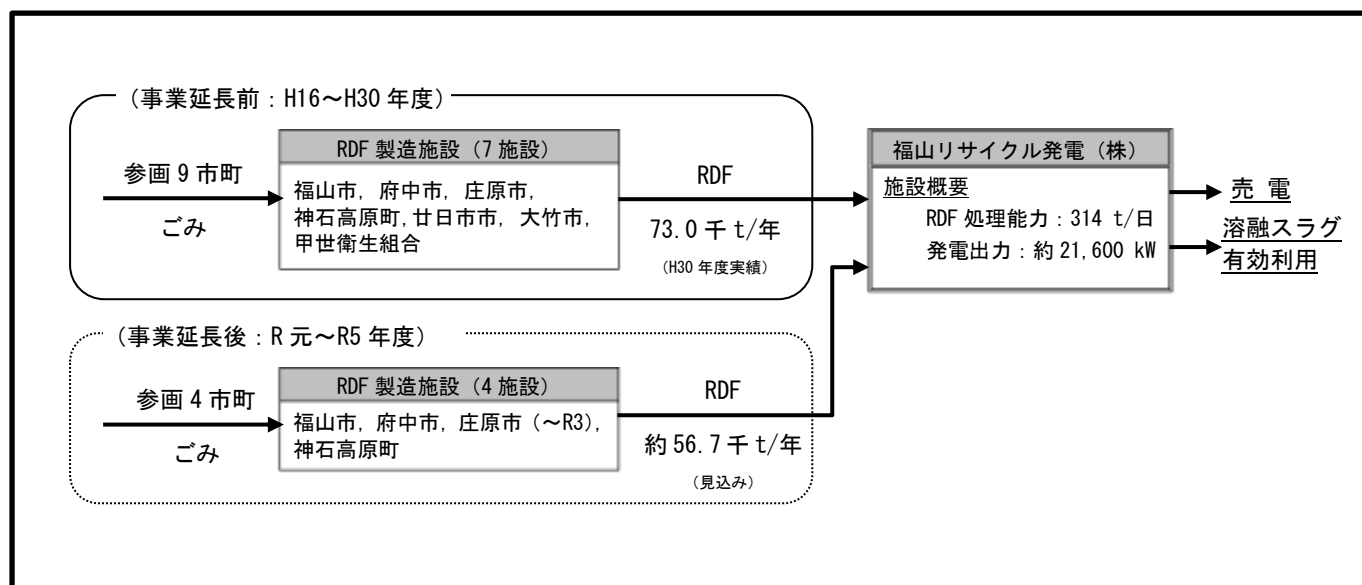 (事業延長前：H16～H30 年度)
参画 9 市町
ごみ
RDF 製造施設（7 施設）
福山市，府中市，庄原市，
神石高原町，廿日市市，大竹市，
甲世衛生組合
RDF
73.0 千 t/年
（H30 年度実績）
福山リサイクル発電（株）
施設概要
RDF 処理能力：314 t/日
発電出力：約 21,600 kW
売 電
溶融スラグ
有効利用
(事業延長後：R 元～R5 年度)
参画 4 市町
ごみ
RDF 製造施設（4 施設）
福山市，府中市，庄原市（～R3），
神石高原町
RDF
約 56.7 千 t/年
（見込み）